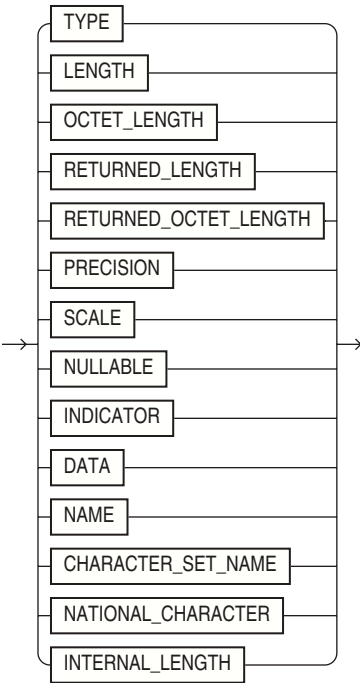 TYPE
LENGTH
OCTET_LENGTH
RETURNED_LENGTH
RETURNED_OCTET_LENGTH
PRECISION
SCALE
NULLABLE
INDICATOR
DATA
NAME
CHARACTER_SET_NAME
NATIONAL_CHARACTER
INTERNAL_LENGTH